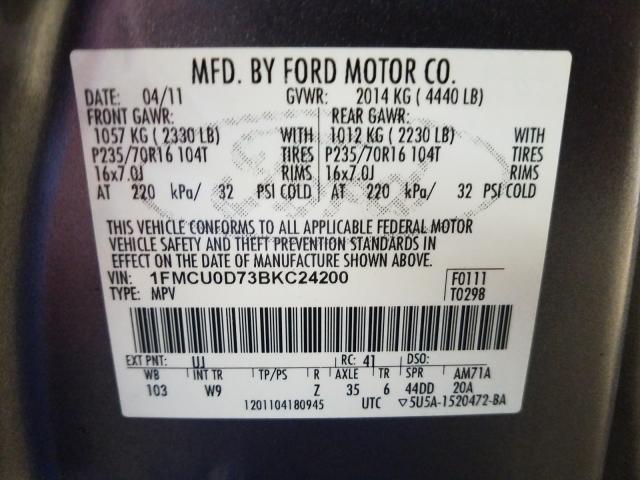 MFD. BY FORD MOTOR CO.
DATE: 04/11 GVWR: 2014 KG ( 4440 LB)
FRONT GAWR: REAR GAWR:
1057 KG ( 2330 LB) WITH 1012 KG ( 2230 LB) WITH
P235/70R16 104T TIRES P235/70R16 104T TIRES
16x7.0J RIMS 16x7.0J RIMS
AT 220 kPa/ 32 PSI COLD AT 220 kPa/ 32 PSI COLD
THIS VEHICLE CONFORMS TO ALL APPLICABLE FEDERAL MOTOR
VEHICLE SAFETY AND THEFT PREVENTION STANDARDS IN
EFFECT ON THE DATE OF MANUFACTURE SHOWN ABOVE.
VIN: 1FMCU0D73BKC24200 F0111
TYPE: MPV T0298
EXT PNT: UJ RC: 41 DSO:
WB INT TR TP/PS R AXLE TR SPR AM71A
103 W9 Z 35 6 44DD 20A
1201104180945 UTC ▽5U5A-1520472-BA